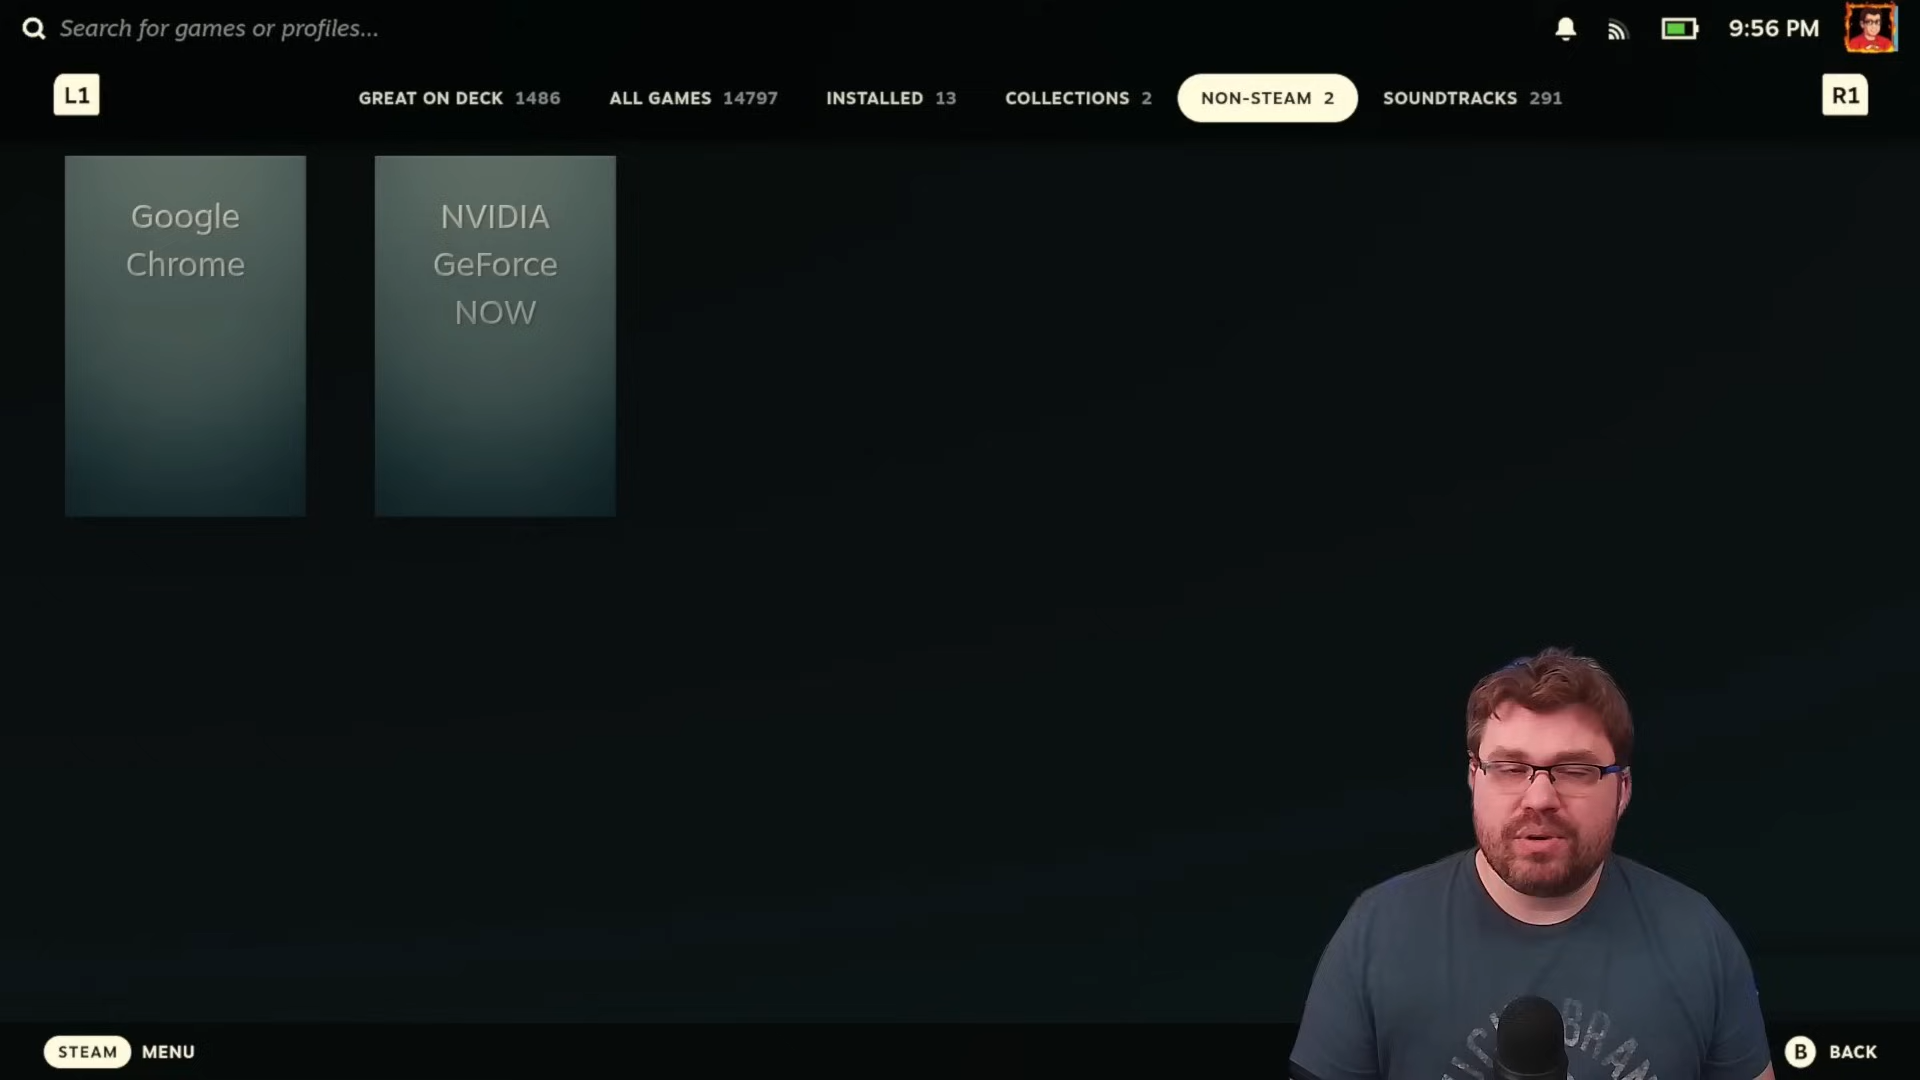 Search for games or profiles...
9:56 PM
L1
GREAT ON DECK 1486
ALL GAMES 14797
INSTALLED 13
COLLECTIONS 2
NON-STEAM 2
SOUNDTRACKS 291
R1
Google
Chrome
NVIDIA
GeForce
NOW
STEAM MENU
B BACK